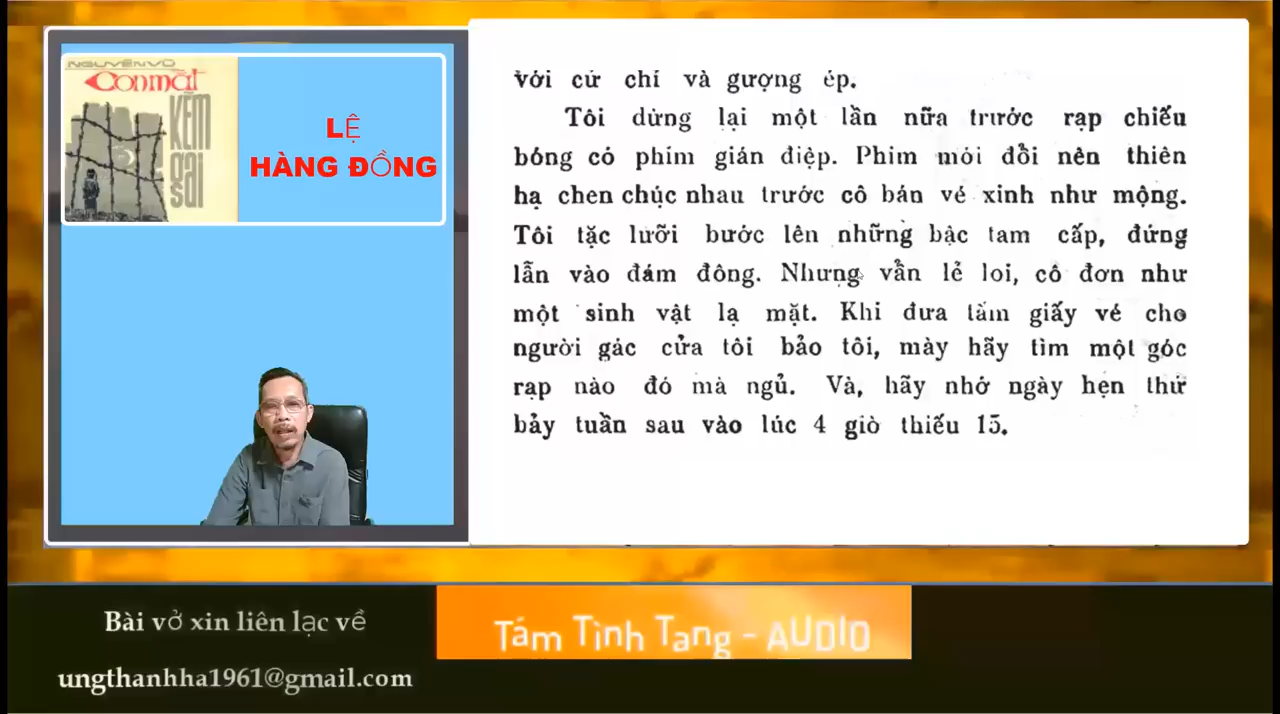 NGUYÊN VŨ
CON mắt
KẼM
gai
LỆ
HÀNG ĐỒNG
với cử chỉ và gượng ép.
Tôi dừng lại một lần nữa trước rạp chiếu
bóng có phim gián điệp. Phim mới đổi nên thiên
hạ chen chúc nhau trước cô bán vé xinh như mộng.
Tôi tặc lưỡi bước lên những bậc tam cấp, đứng
lẫn vào đám đông. Nhưng vẫn lẻ loi, cô đơn như
một sinh vật lạ mặt. Khi đưa tấm giấy vé cho
người gác cửa tôi bảo tôi, mày hãy tìm một góc
rạp nào đó mà ngủ. Và, hãy nhớ ngày hẹn thứ
bảy tuần sau vào lúc 4 giờ thiếu 15.
Bài vở xin liên lạc về
ungthanhha1961@gmail.com
Tám Tình Tang - AUDIO